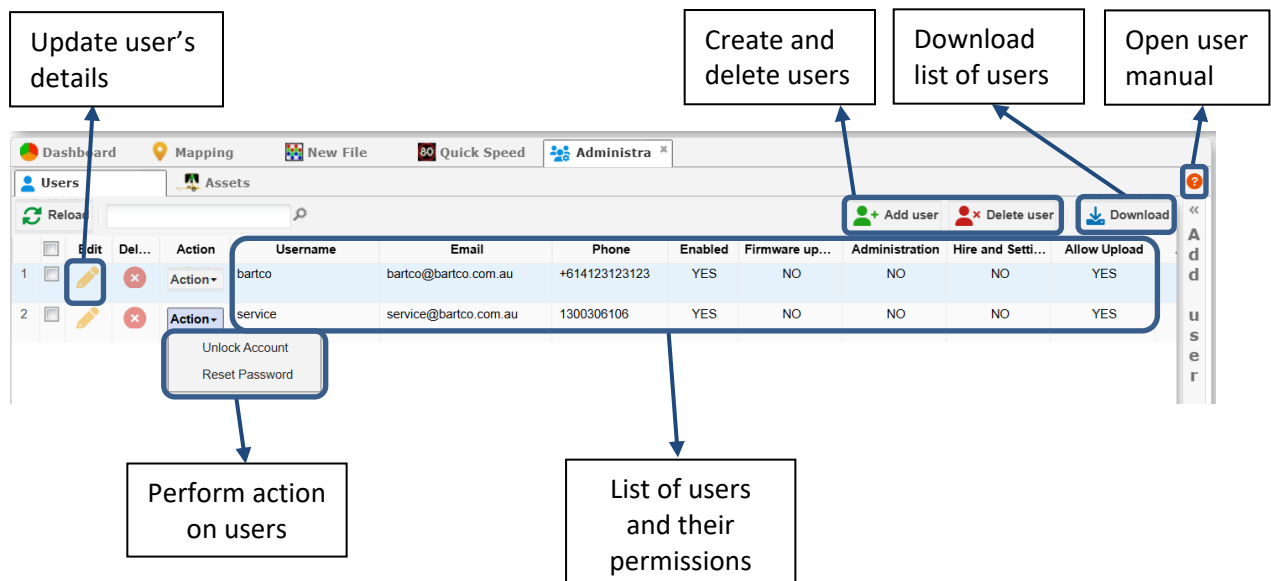 Update user's
details
Create and
delete users
Download
list of users
Open user
manual
Dashboard Mapping New File 80 Quick Speed Administra ×
Users Assets ?
Reload Add user Delete user Download «
Edit Del... Action Username Email Phone Enabled Firmware up... Administration Hire and Setti... Allow Upload
1 Action bartco bartco@bartco.com.au +614123123123 YES NO NO NO YES
2 Action service service@bartco.com.au 1300306106 YES NO NO NO YES
Unlock Account
Reset Password
Add user
Perform action
on users
List of users
and their
permissions